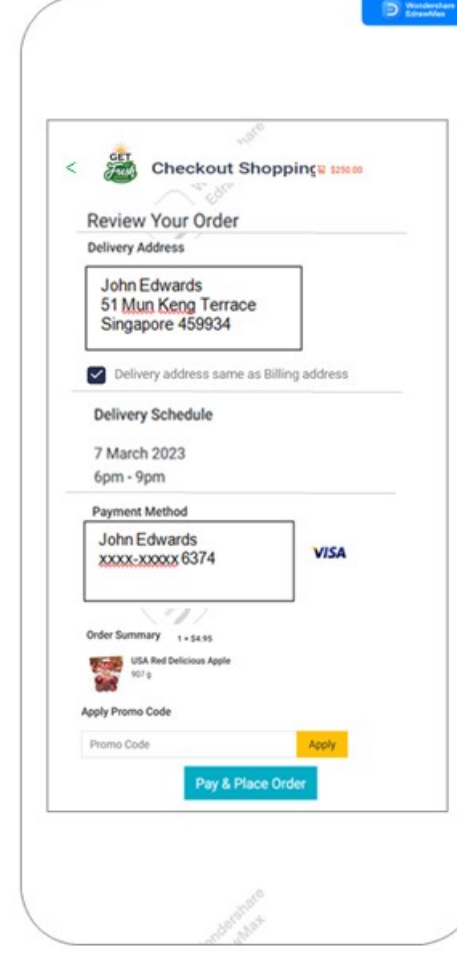 Wondershare
EdrawMax
GET
Fresh
< Checkout Shopping $250.00
Review Your Order
Delivery Address
John Edwards
51 Mun Keng Terrace
Singapore 459934
Delivery address same as Billing address
Delivery Schedule
7 March 2023
6pm - 9pm
Payment Method
John Edwards
xxxx-xxxxx 6374
VISA
Order Summary 1 × $4.95
USA Red Delicious Apple
907 g
Apply Promo Code
Promo Code Apply
Pay & Place Order